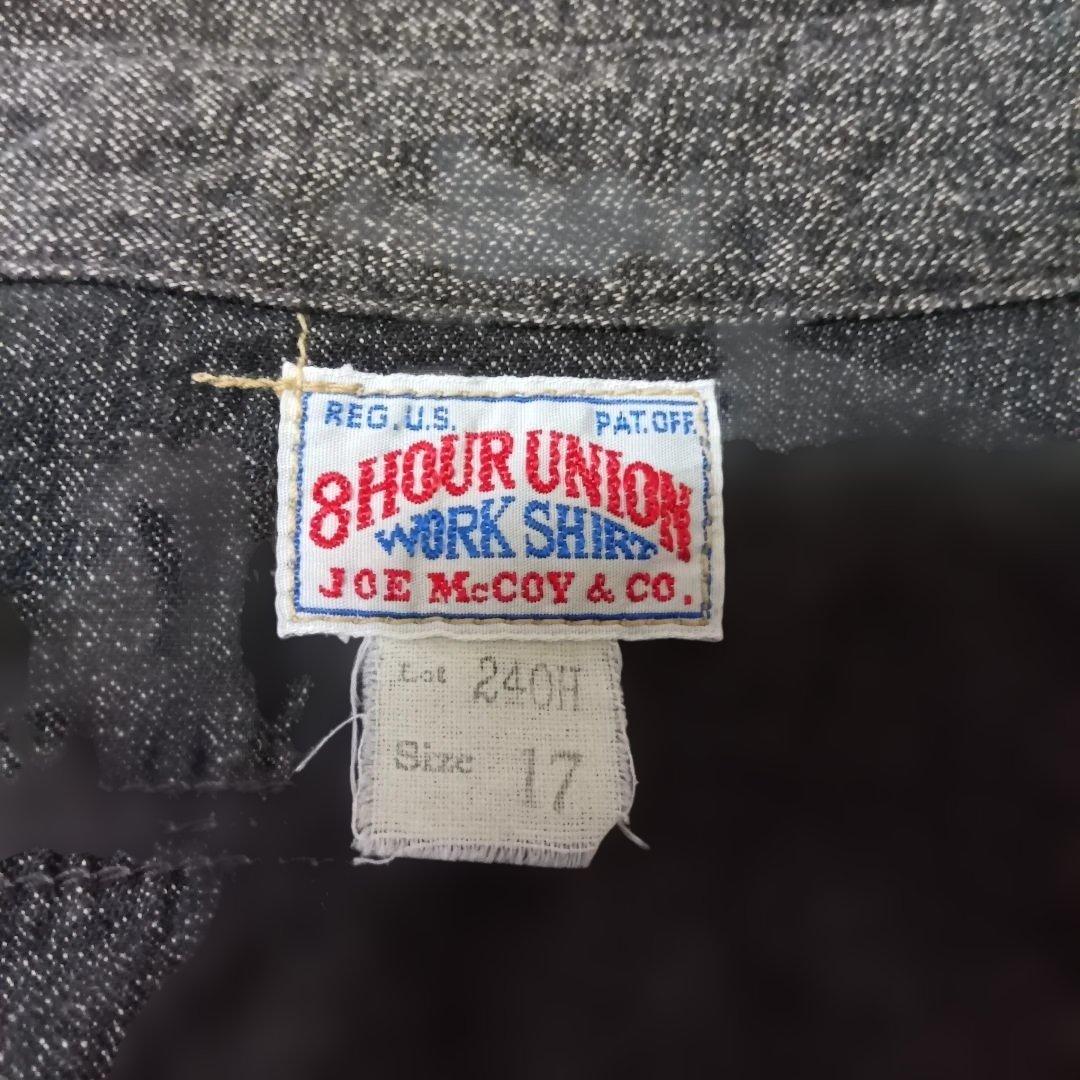 REG. U.S. PAT. OFF.
8 HOUR UNION
WORK SHIRT
JOE McCOY & CO.
Lot 240H
Size 17